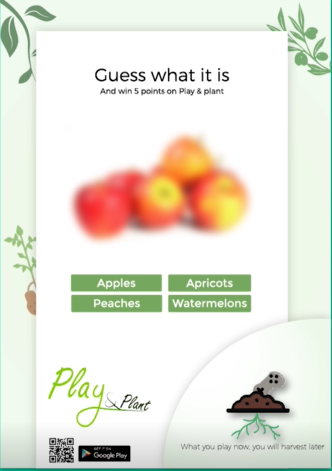 Guess what it is
And win 5 points on Play & plant
Apples
Apricots
Peaches
Watermelons
Play
& Plant
What you play now, you will harvest later
GET IT ON
Google Play